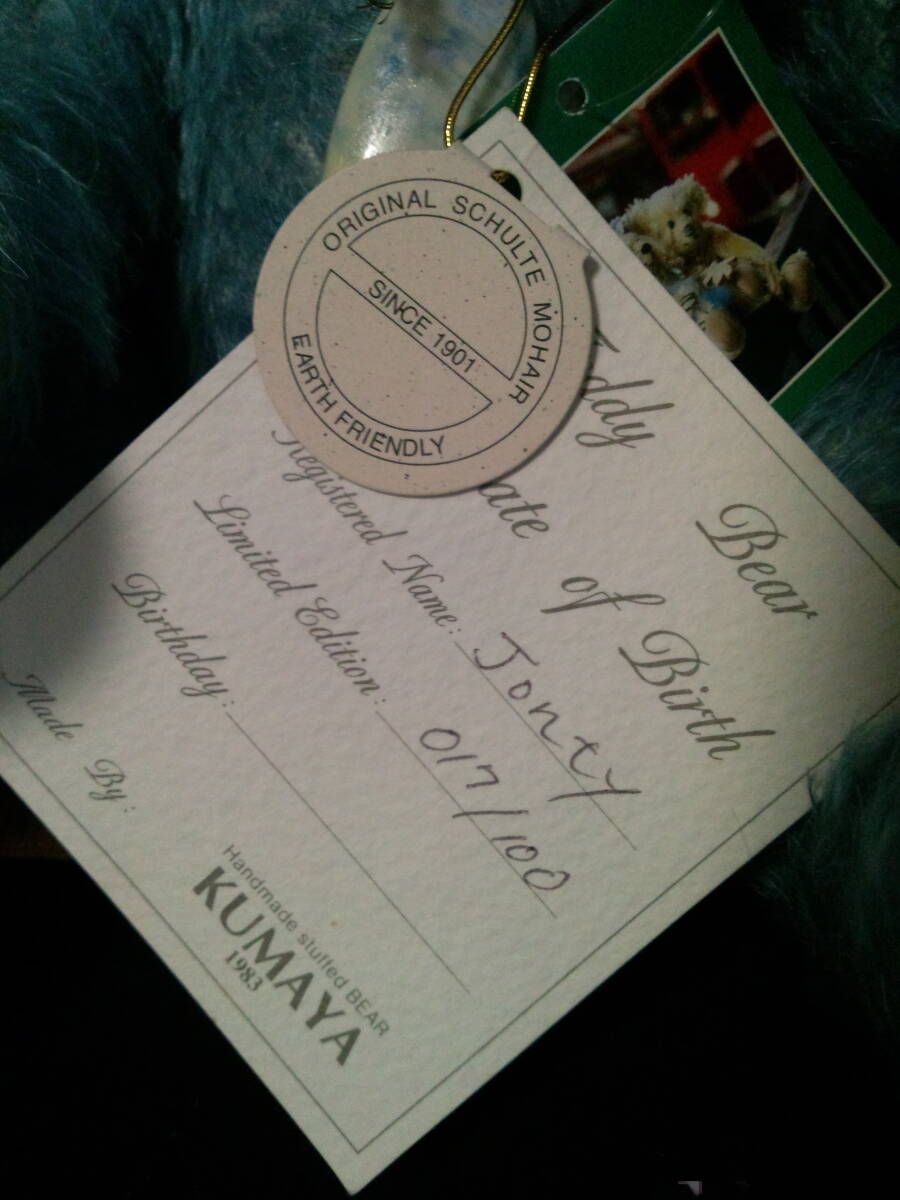 ORIGINAL SCHULTE MOHAIR
SINCE 1901
EARTH FRIENDLY
Bear
of Birth
Registered Name: Jonty
Limited Edition: 017/100
Birthday:
Made By:
Handmade stuffed BEAR
KUMAYA
1983